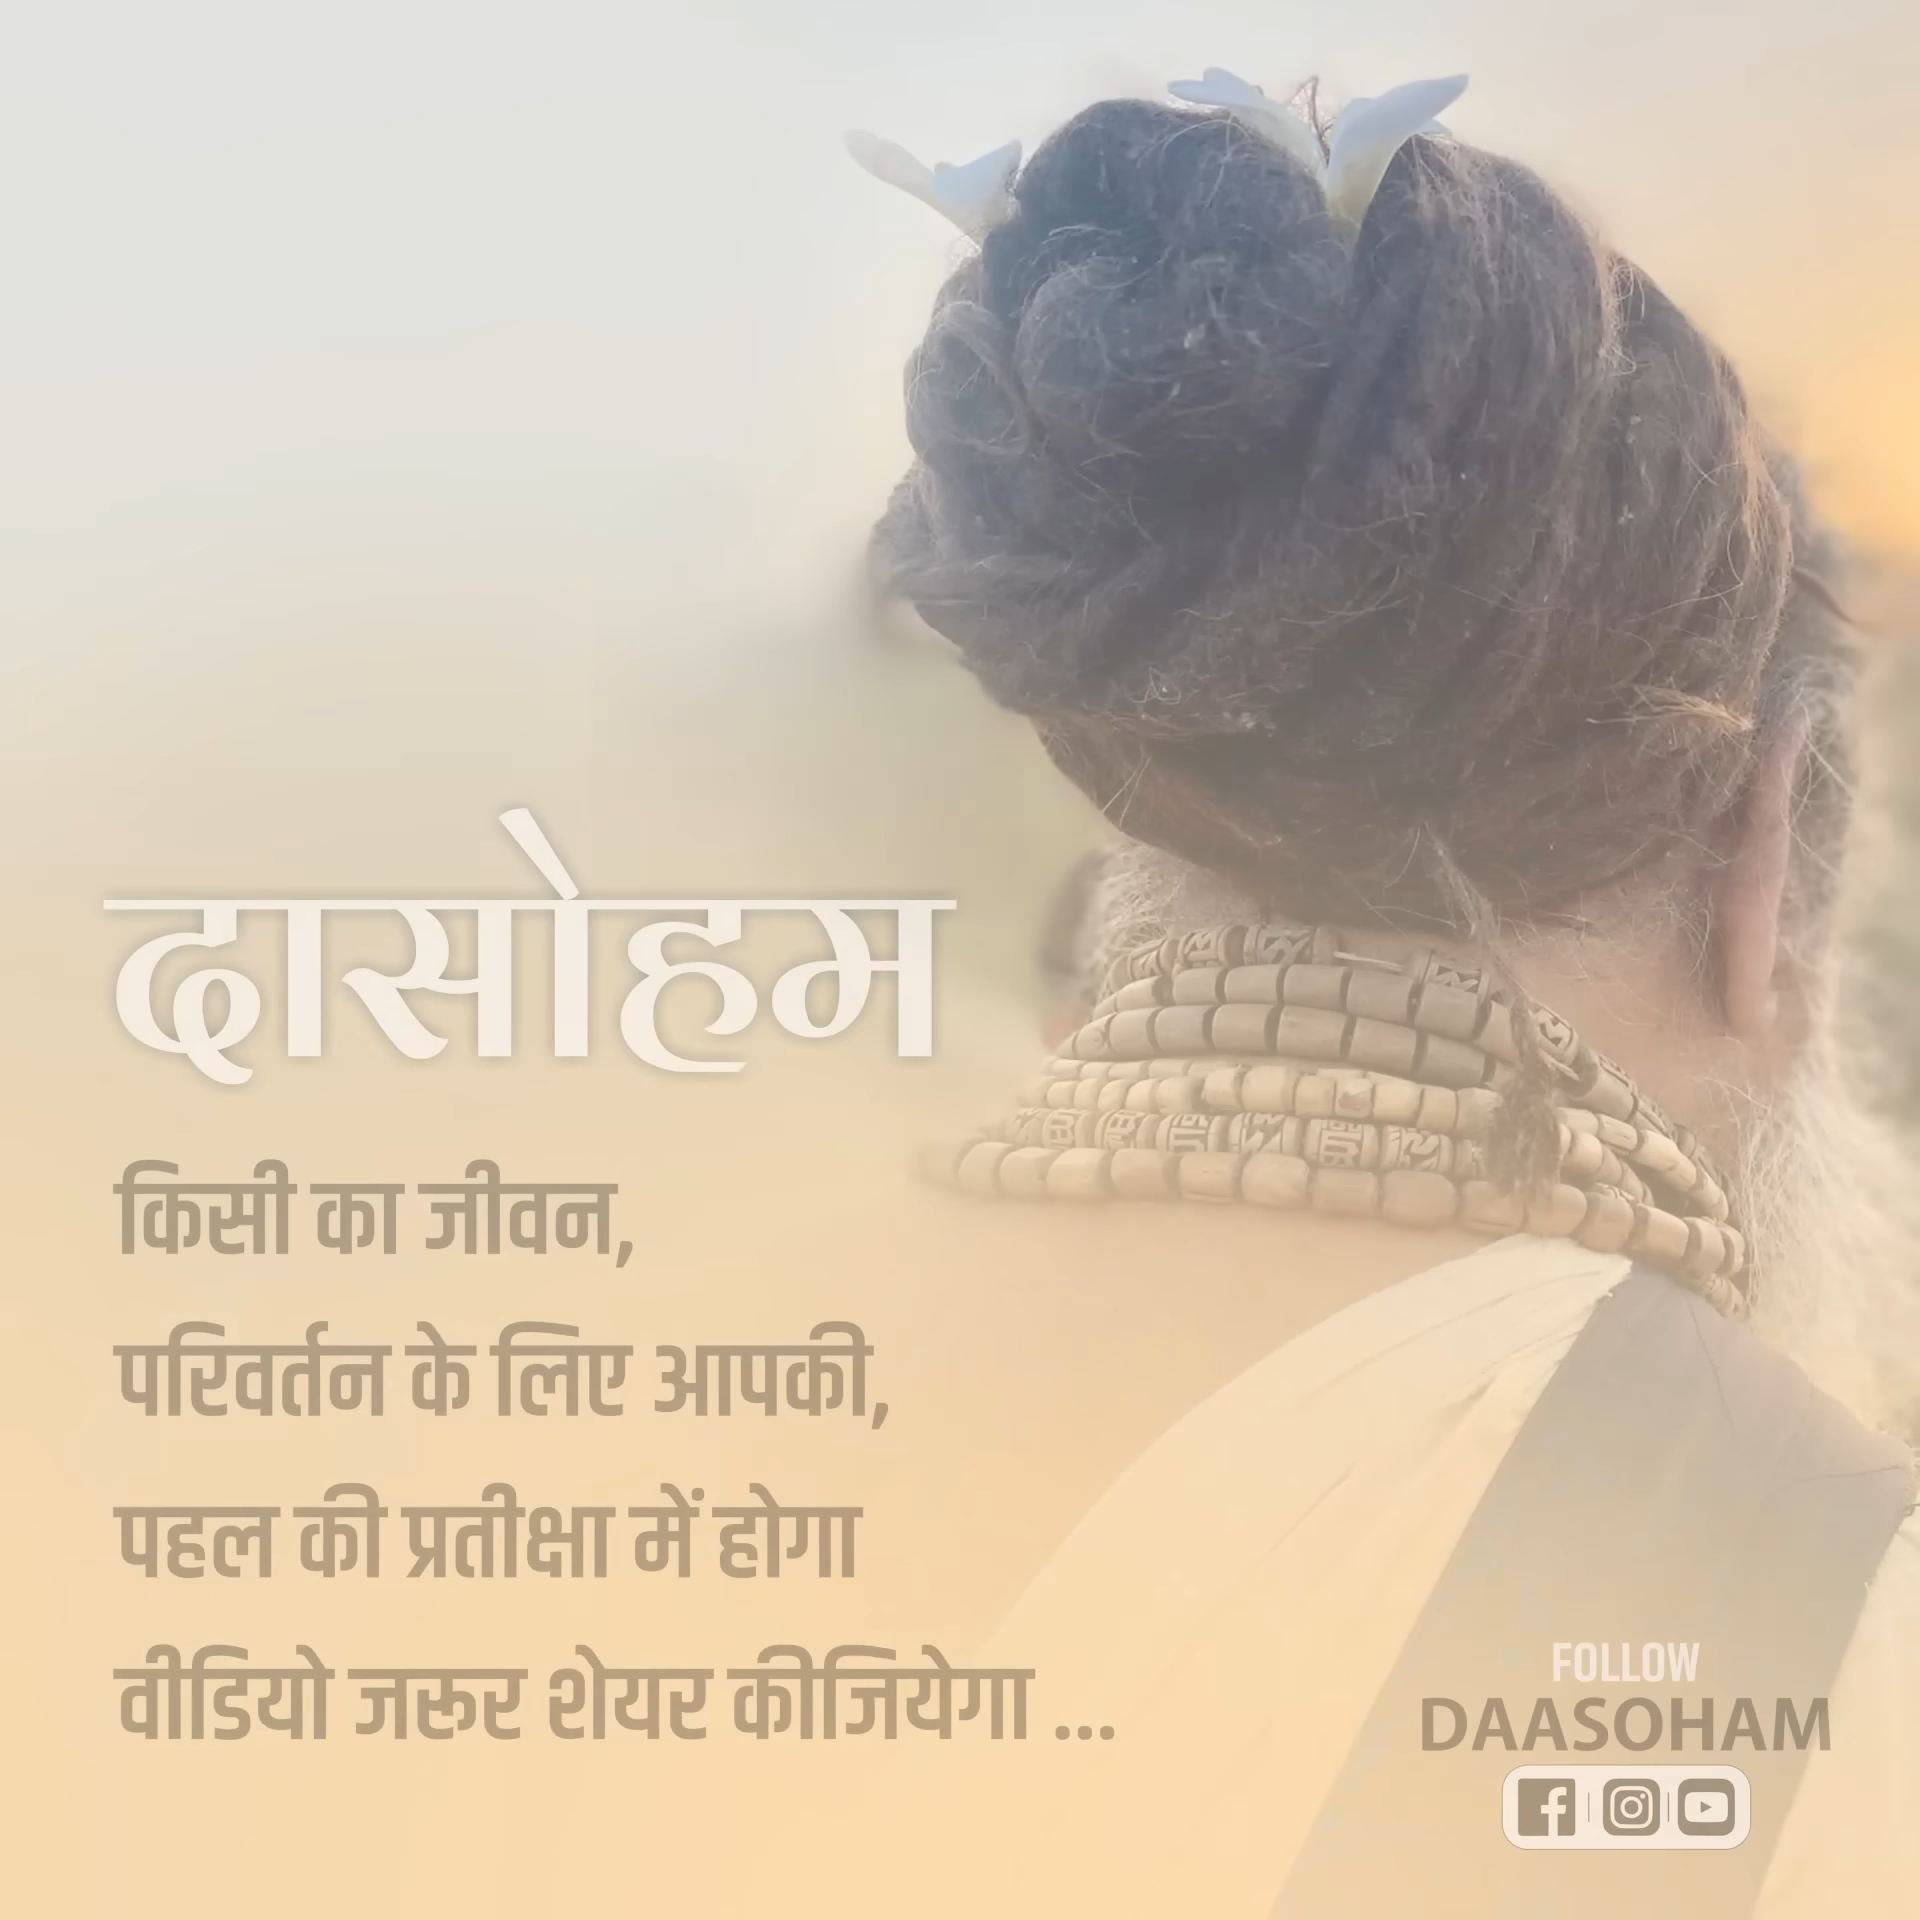 दासोहम
किसी का जीवन,
परिवर्तन के लिए आपकी,
पहल की प्रतीक्षा में होगा
वीडियो जरूर शेयर कीजियेगा ...
FOLLOW
DAASOHAM